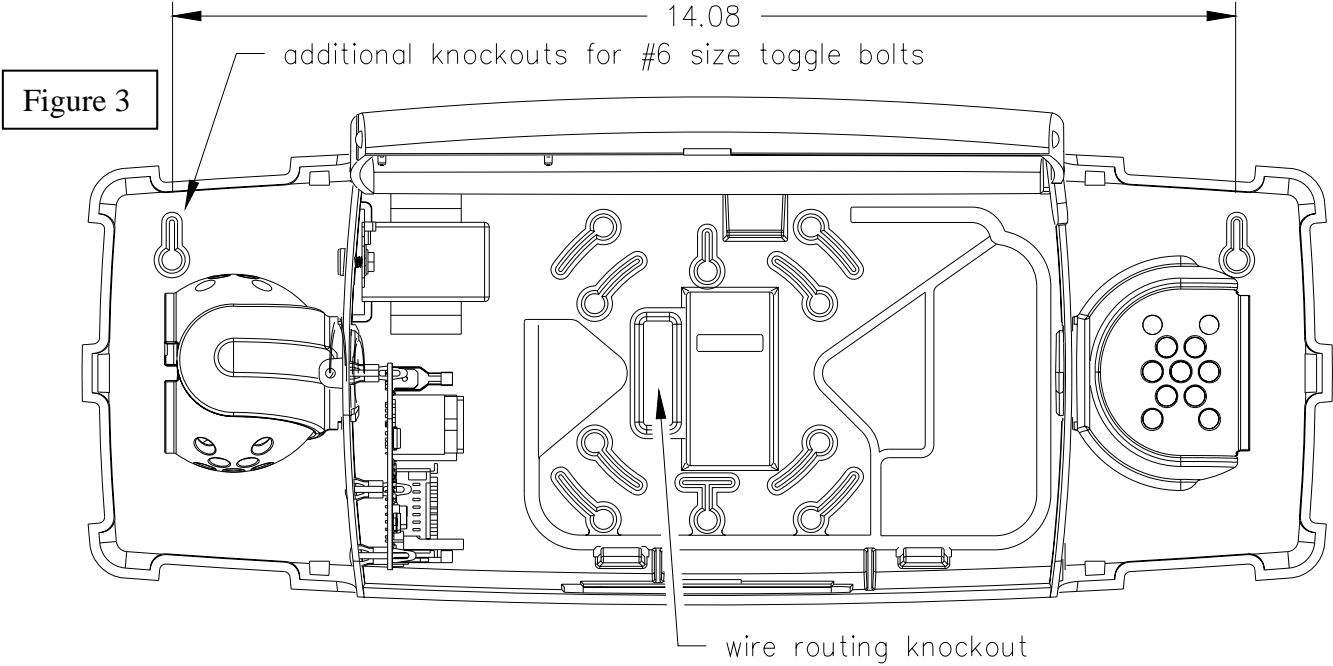 14.08
additional knockouts for #6 size toggle bolts
Figure 3
wire routing knockout